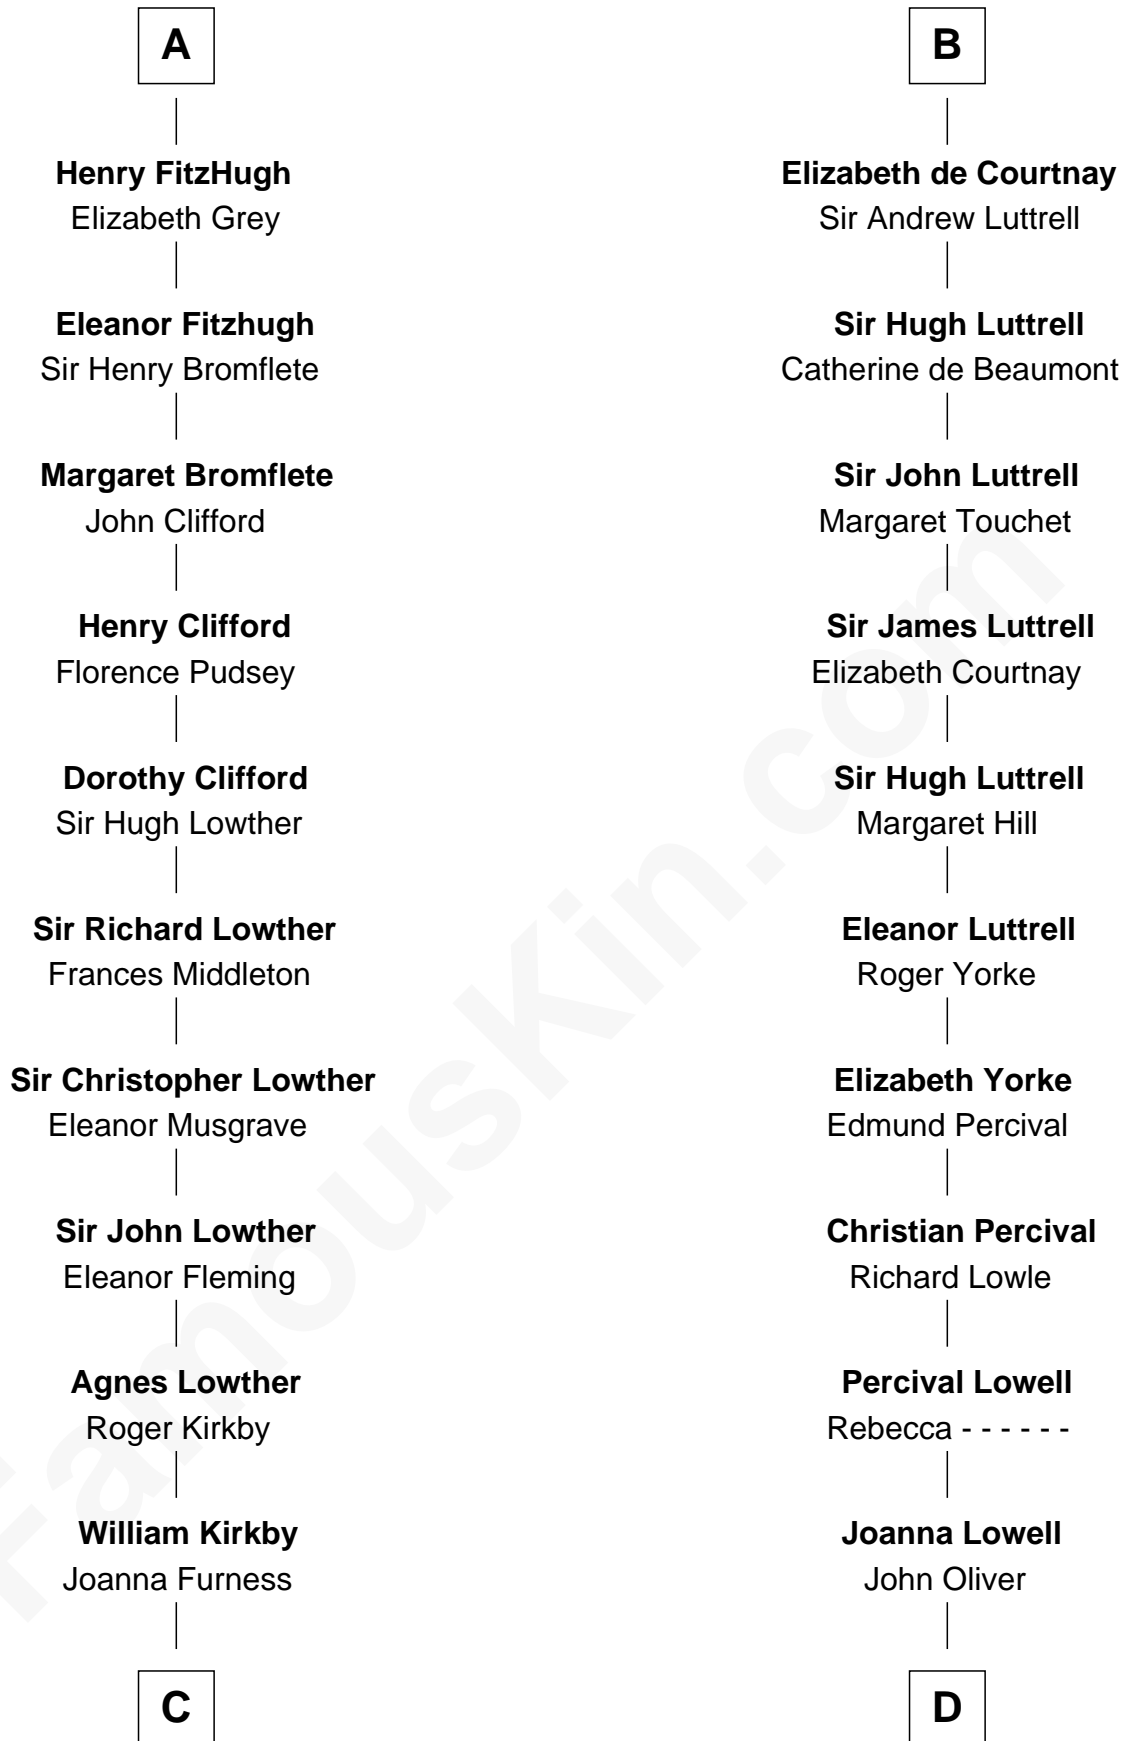 A
Henry FitzHugh
Elizabeth Grey
Eleanor Fitzhugh
Sir Henry Bromflete
Margaret Bromflete
John Clifford
Henry Clifford
Florence Pudsey
Dorothy Clifford
Sir Hugh Lowther
Sir Richard Lowther
Frances Middleton
Sir Christopher Lowther
Eleanor Musgrave
Sir John Lowther
Eleanor Fleming
Agnes Lowther
Roger Kirkby
William Kirkby
Joanna Furness
C
B
Elizabeth de Courtnay
Sir Andrew Luttrell
Sir Hugh Luttrell
Catherine de Beaumont
Sir John Luttrell
Margaret Touchet
Sir James Luttrell
Elizabeth Courtnay
Sir Hugh Luttrell
Margaret Hill
Eleanor Luttrell
Roger Yorke
Elizabeth Yorke
Edmund Percival
Christian Percival
Richard Lowle
Percival Lowell
Rebecca - - - - - -
Joanna Lowell
John Oliver
D
FamousKin.com